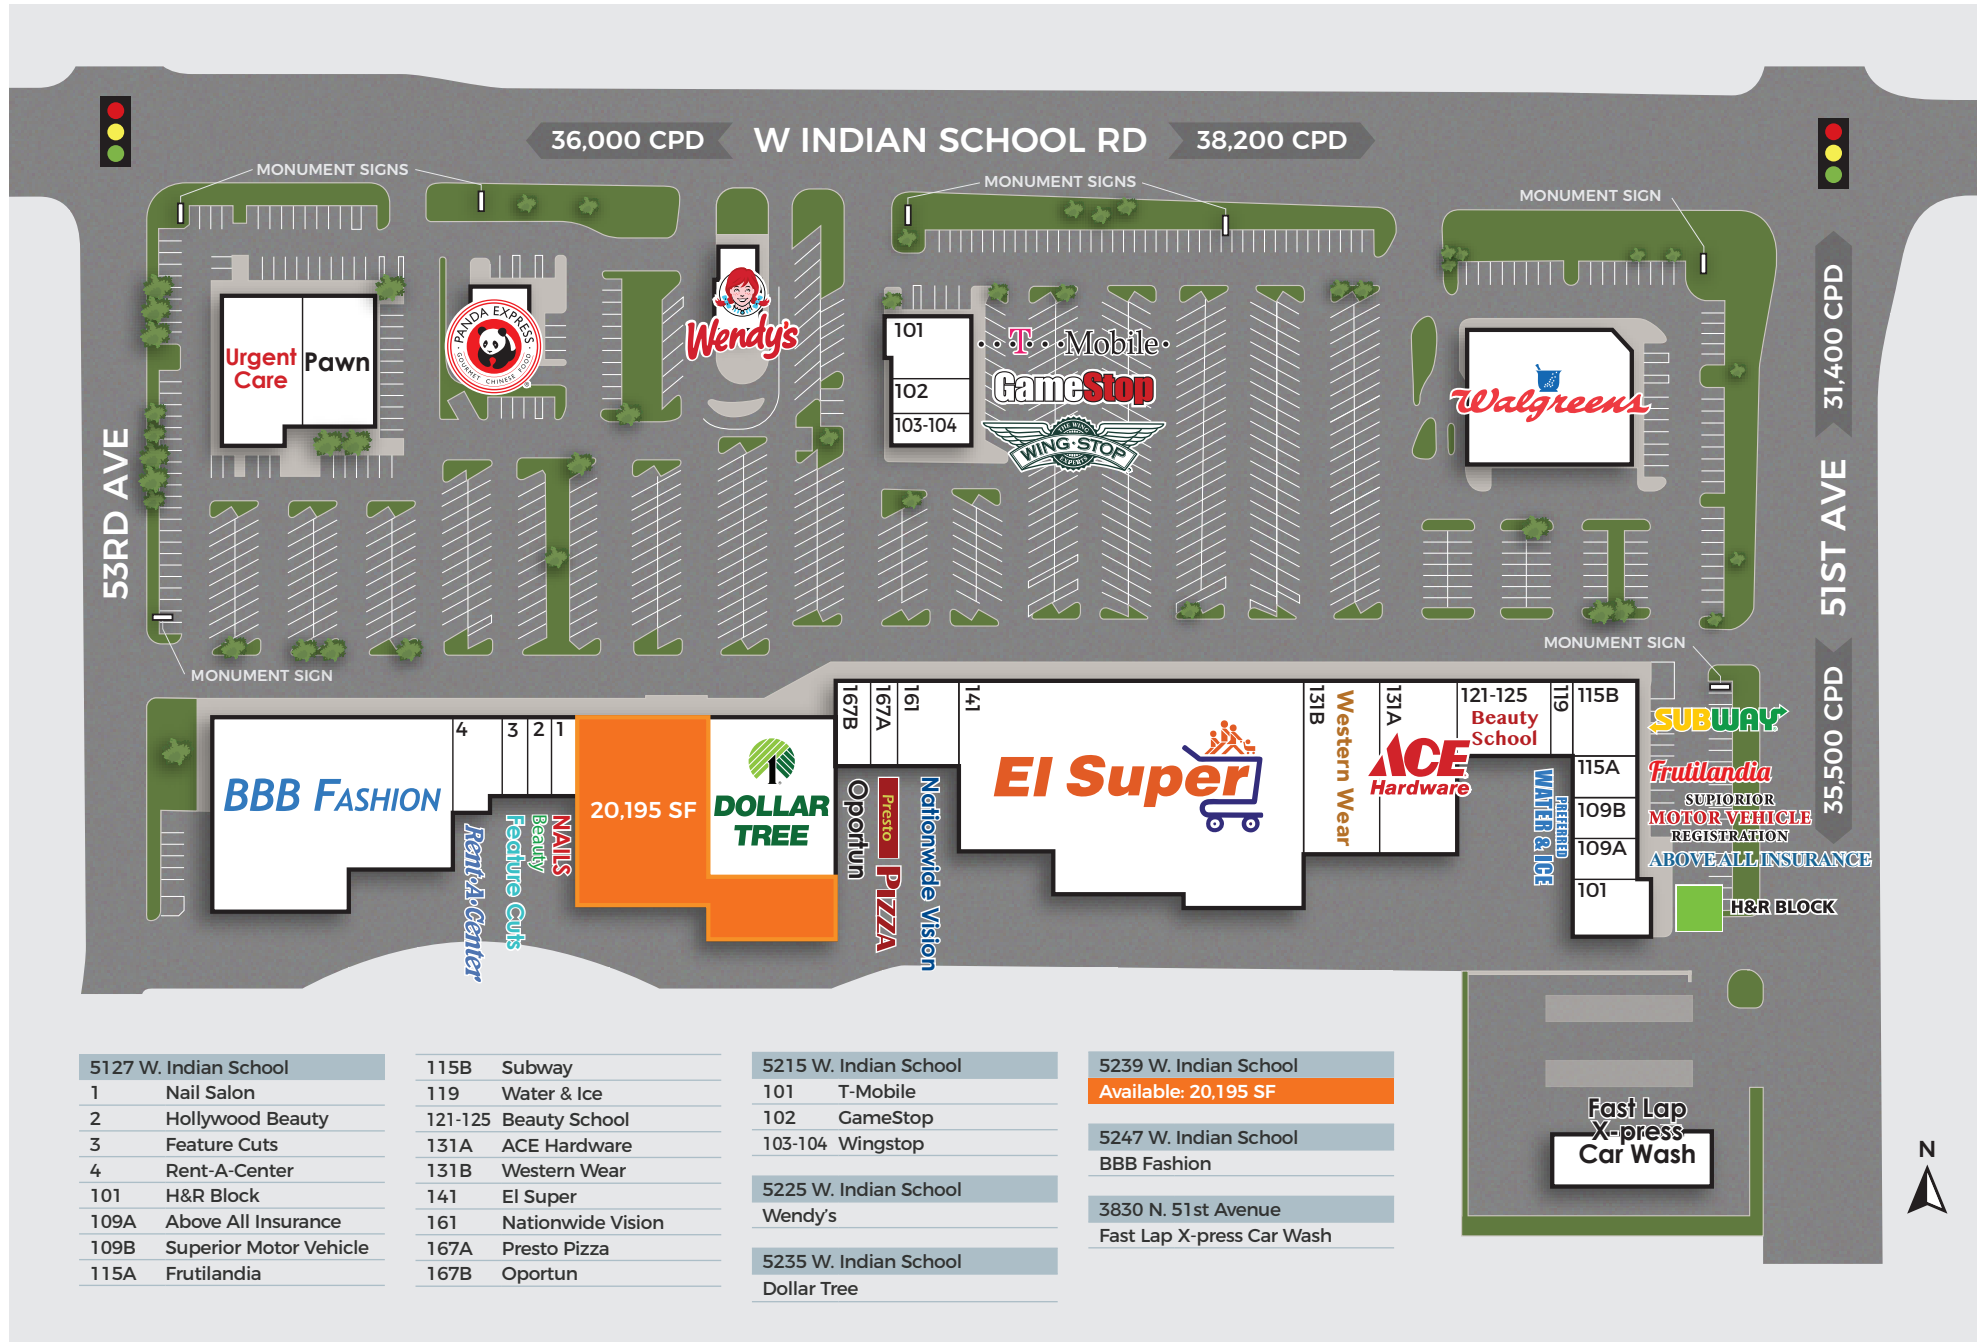 36,000 CPD
W INDIAN SCHOOL RD
38,200 CPD
MONUMENT SIGNS
MONUMENT SIGNS
MONUMENT SIGN
31,400 CPD
51ST AVE
35,500 CPD
53RD AVE
Urgent
Care
Pawn
PANDA EXPRESS
GOURMET CHINESE FOOD
Wendy's
101
102
103-104
T Mobile
GameStop
THE WING
WING·STOP
EXPERTS
Walgreens
MONUMENT SIGN
MONUMENT SIGN
BBB FASHION
4
3
2
1
Rent-A-Center
Feature Cuts
Beauty
NAILS
20,195 SF
DOLLAR
TREE
167B
167A
161
141
Oportun
Presto
PIZZA
Nationwide Vision
El Super
131B
Western Wear
131A
ACE
Hardware
121-125
Beauty
School
119
PREFERRED
WATER & ICE
115B
115A
109B
109A
101
SUBWAY
Frutilandia
SUPIORIOR
MOTOR VEHICLE
REGISTRATION
ABOVE ALL INSURANCE
H&R BLOCK
Fast Lap
X-press
Car Wash
N
5127 W. Indian School
1 Nail Salon
2 Hollywood Beauty
3 Feature Cuts
4 Rent-A-Center
101 H&R Block
109A Above All Insurance
109B Superior Motor Vehicle
115A Frutilandia
115B Subway
119 Water & Ice
121-125 Beauty School
131A ACE Hardware
131B Western Wear
141 El Super
161 Nationwide Vision
167A Presto Pizza
167B Oportun
5215 W. Indian School
101 T-Mobile
102 GameStop
103-104 Wingstop
5225 W. Indian School
Wendy's
5235 W. Indian School
Dollar Tree
5239 W. Indian School
Available: 20,195 SF
5247 W. Indian School
BBB Fashion
3830 N. 51st Avenue
Fast Lap X-press Car Wash